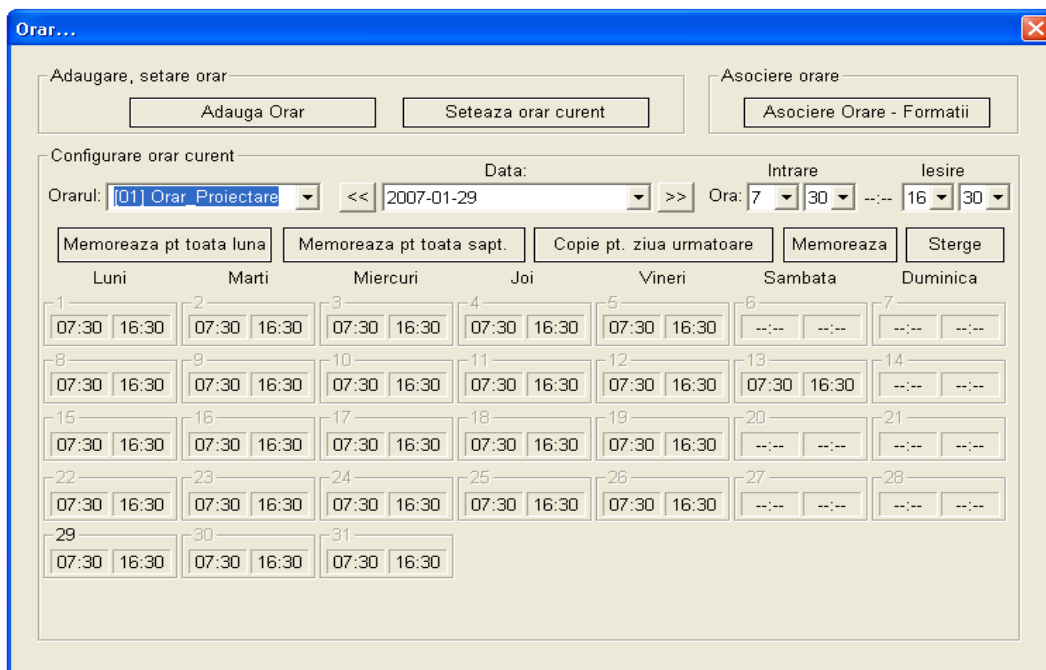 Orar...
Adaugare, setare orar Asociere orare
Adauga Orar Seteaza orar curent Asociere Orare - Formatii
Configurare orar curent
Data: Intrare Iesire
Orarul: [01] Orar_Proiectare << 2007-01-29 >> Ora: 7 30 --:-- 16 30
Memoreaza pt toata luna Memoreaza pt toata sapt. Copie pt. ziua urmatoare Memoreaza Sterge
Luni Marti Miercuri Joi Vineri Sambata Duminica
1 2 3 4 5 6 7
07:30 16:30 07:30 16:30 07:30 16:30 07:30 16:30 07:30 16:30 --:-- --:-- --:-- --:--
8 9 10 11 12 13 14
07:30 16:30 07:30 16:30 07:30 16:30 07:30 16:30 07:30 16:30 07:30 16:30 --:-- --:--
15 16 17 18 19 20 21
07:30 16:30 07:30 16:30 07:30 16:30 07:30 16:30 07:30 16:30 --:-- --:-- --:-- --:--
22 23 24 25 26 27 28
07:30 16:30 07:30 16:30 07:30 16:30 07:30 16:30 07:30 16:30 --:-- --:-- --:-- --:--
29 30 31
07:30 16:30 07:30 16:30 07:30 16:30